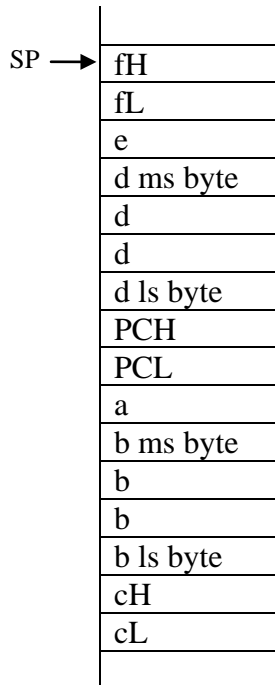 SP fH
fL
e
d ms byte
d
d
d ls byte
PCH
PCL
a
b ms byte
b
b
b ls byte
cH
cL